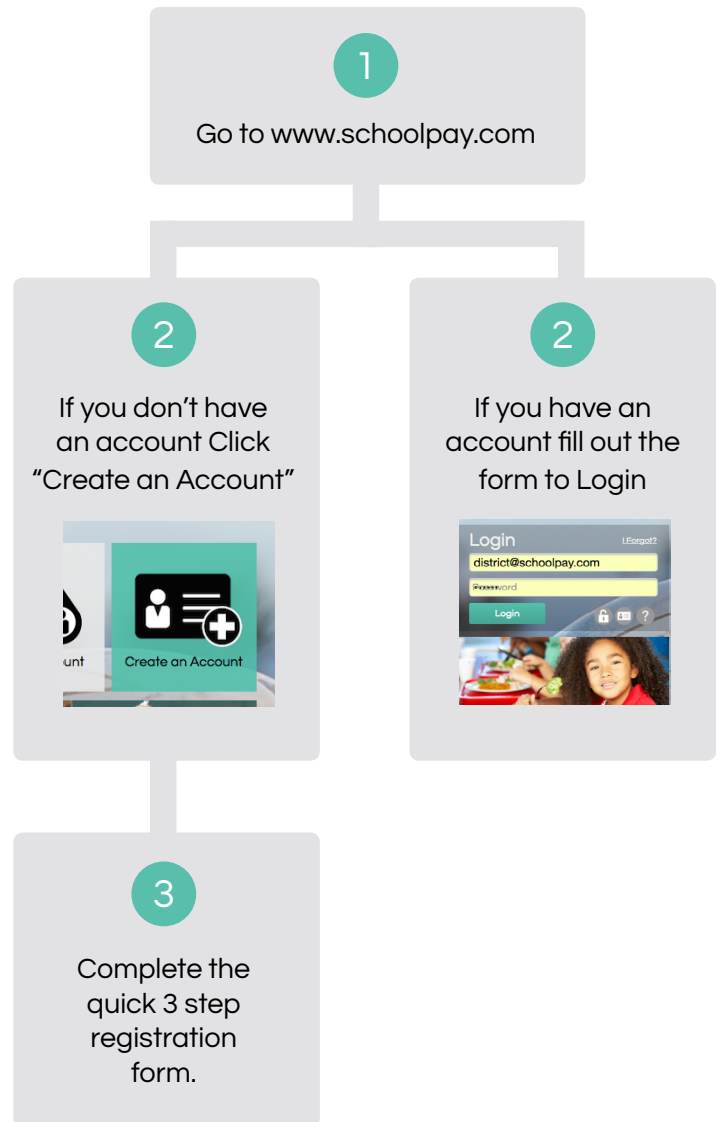 1
Go to www.schoolpay.com
2
If you don’t have
an account Click
“Create an Account”
unt
Create an Account
2
If you have an
account fill out the
form to Login
Login
I Forgot?
district@schoolpay.com
Password
Login
?
3
Complete the
quick 3 step
registration
form.